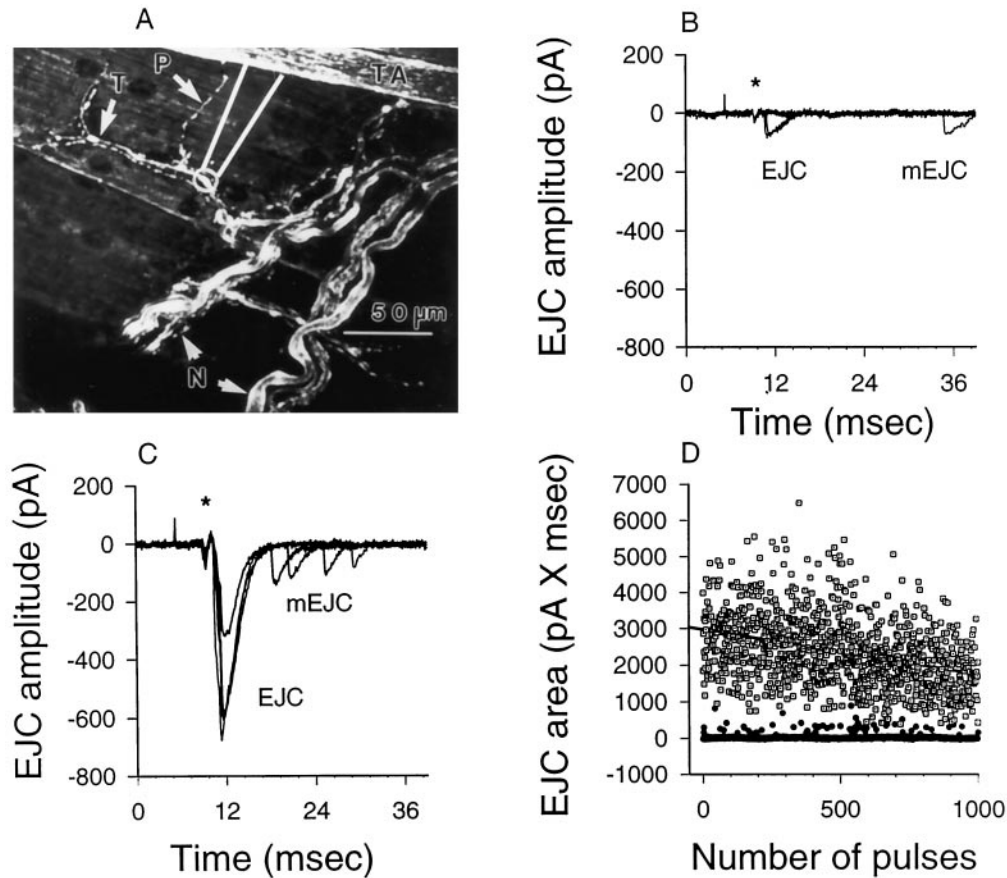 A
T
P
TA
50 µm
N
B
EJC amplitude (pA)
200
0
-200
-400
-600
-800
*
EJC
mEJC
0
12
24
36
Time (msec)
C
EJC amplitude (pA)
200
0
-200
-400
-600
-800
*
mEJC
EJC
0
12
24
36
Time (msec)
D
EJC area (pA X msec)
7000
6000
5000
4000
3000
2000
1000
0
-1000
0
500
1000
Number of pulses